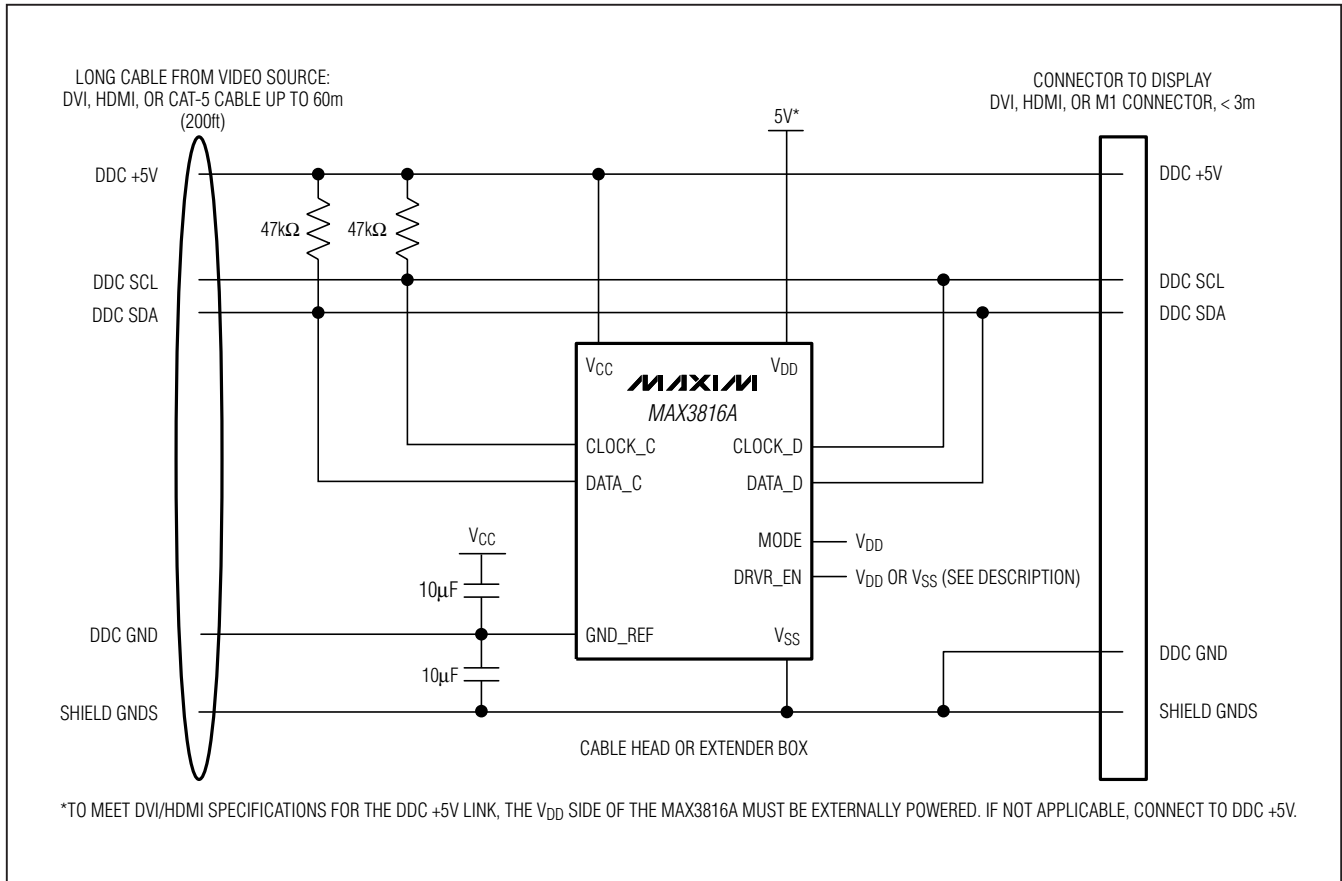 LONG CABLE FROM VIDEO SOURCE:
DVI, HDMI, OR CAT-5 CABLE UP TO 60m
(200ft)
CONNECTOR TO DISPLAY
DVI, HDMI, OR M1 CONNECTOR, < 3m
5V*
DDC +5V
DDC +5V
47kΩ
47kΩ
DDC SCL
DDC SCL
DDC SDA
DDC SDA
VCC
VDD
MAXIM
MAX3816A
CLOCK_C
CLOCK_D
DATA_C
DATA_D
VCC
MODE
VDD
10µF
DRVR_EN
VDD OR VSS (SEE DESCRIPTION)
DDC GND
GND_REF
VSS
DDC GND
10µF
SHIELD GNDS
SHIELD GNDS
CABLE HEAD OR EXTENDER BOX
*TO MEET DVI/HDMI SPECIFICATIONS FOR THE DDC +5V LINK, THE VDD SIDE OF THE MAX3816A MUST BE EXTERNALLY POWERED. IF NOT APPLICABLE, CONNECT TO DDC +5V.